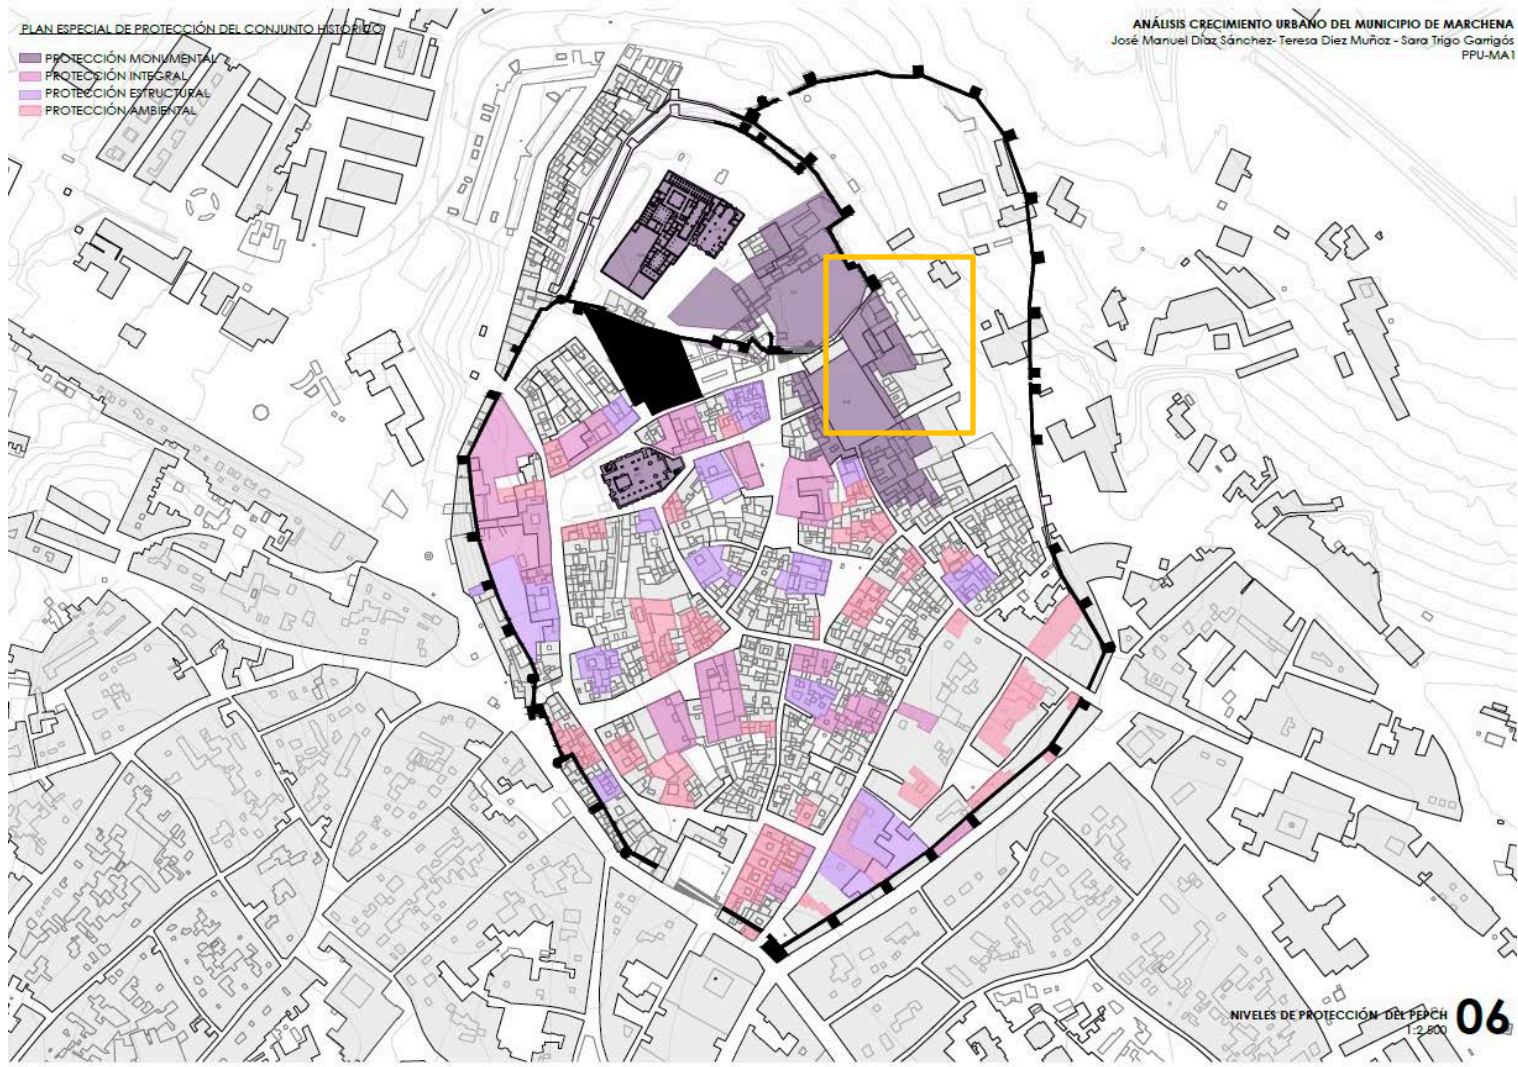 PLAN ESPECIAL DE PROTECCIÓN DEL CONJUNTO HISTÓRICO
PROTECCIÓN MONUMENTAL
PROTECCIÓN INTEGRAL
PROTECCIÓN ESTRUCTURAL
PROTECCIÓN AMBIENTAL
ANÁLISIS CRECIMIENTO URBANO DEL MUNICIPIO DE MARCHENA
José Manuel Díaz Sánchez- Teresa Diez Muñoz - Sara Trigo Garrigós
PPU-MA1
NIVELES DE PROTECCIÓN DEL PEPCH
1:2 500
06